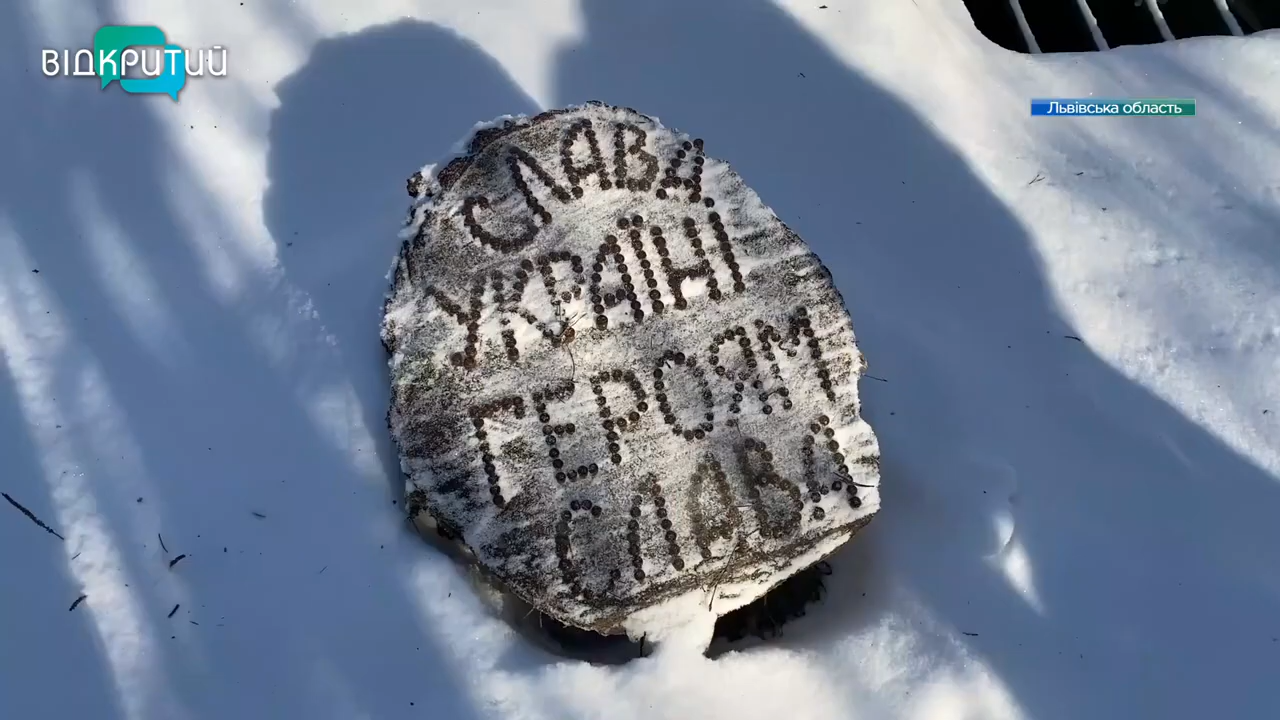 ВІДКРИТИЙ
Львівська область
СЛАВА
УКРАЇНІ
ГЕРОЯМ
СЛАВА